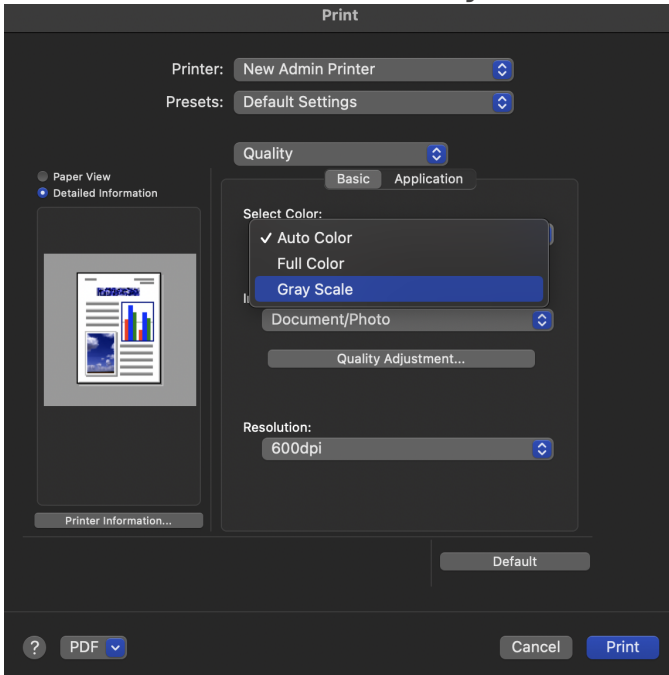 Print
Printer: New Admin Printer
Presets: Default Settings
Quality
Paper View
Detailed Information
Basic Application
Select Color:
✓ Auto Color
Full Color
Gray Scale
Document/Photo
Quality Adjustment...
Resolution:
600dpi
Printer Information...
Default
? PDF Cancel Print